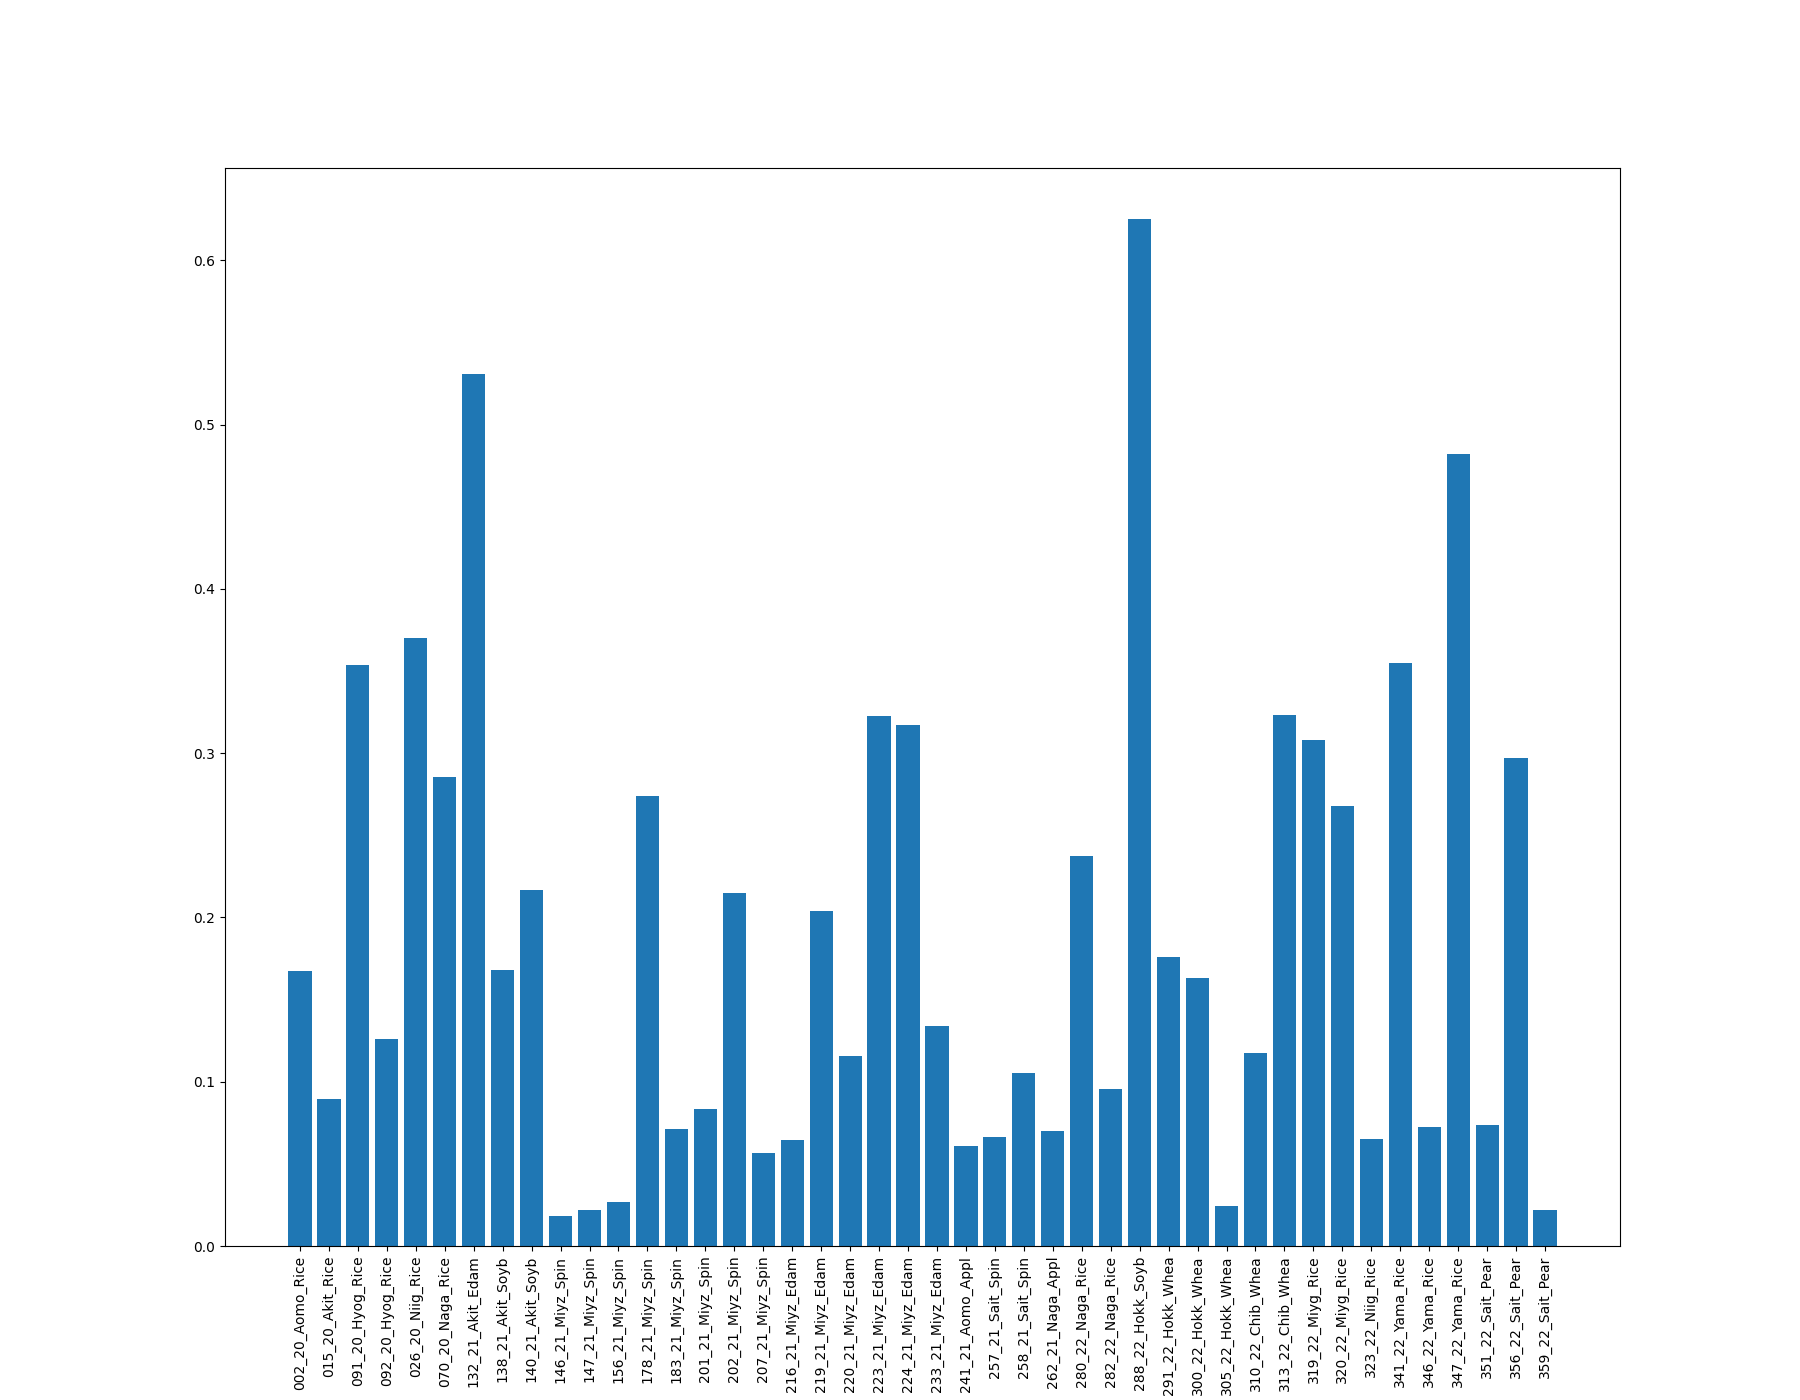 0.6
0.5
0.4
0.3
0.2
0.1
0.0
002_20_Aomo_Rice
015_20_Akit_Rice
091_20_Hyog_Rice
092_20_Hyog_Rice
026_20_Niig_Rice
070_20_Naga_Rice
132_21_Akit_Edam
138_21_Akit_Soyb
140_21_Akit_Soyb
146_21_Miyz_Spin
147_21_Miyz_Spin
156_21_Miyz_Spin
178_21_Miyz_Spin
183_21_Miyz_Spin
201_21_Miyz_Spin
202_21_Miyz_Spin
207_21_Miyz_Spin
216_21_Miyz_Edam
219_21_Miyz_Edam
220_21_Miyz_Edam
223_21_Miyz_Edam
224_21_Miyz_Edam
233_21_Miyz_Edam
241_21_Aomo_Appl
257_21_Sait_Spin
258_21_Sait_Spin
262_21_Naga_Appl
280_22_Naga_Rice
282_22_Naga_Rice
288_22_Hokk_Soyb
291_22_Hokk_Whea
300_22_Hokk_Whea
305_22_Hokk_Whea
310_22_Chib_Whea
313_22_Chib_Whea
319_22_Miyg_Rice
320_22_Miyg_Rice
323_22_Niig_Rice
341_22_Yama_Rice
346_22_Yama_Rice
347_22_Yama_Rice
351_22_Sait_Pear
356_22_Sait_Pear
359_22_Sait_Pear